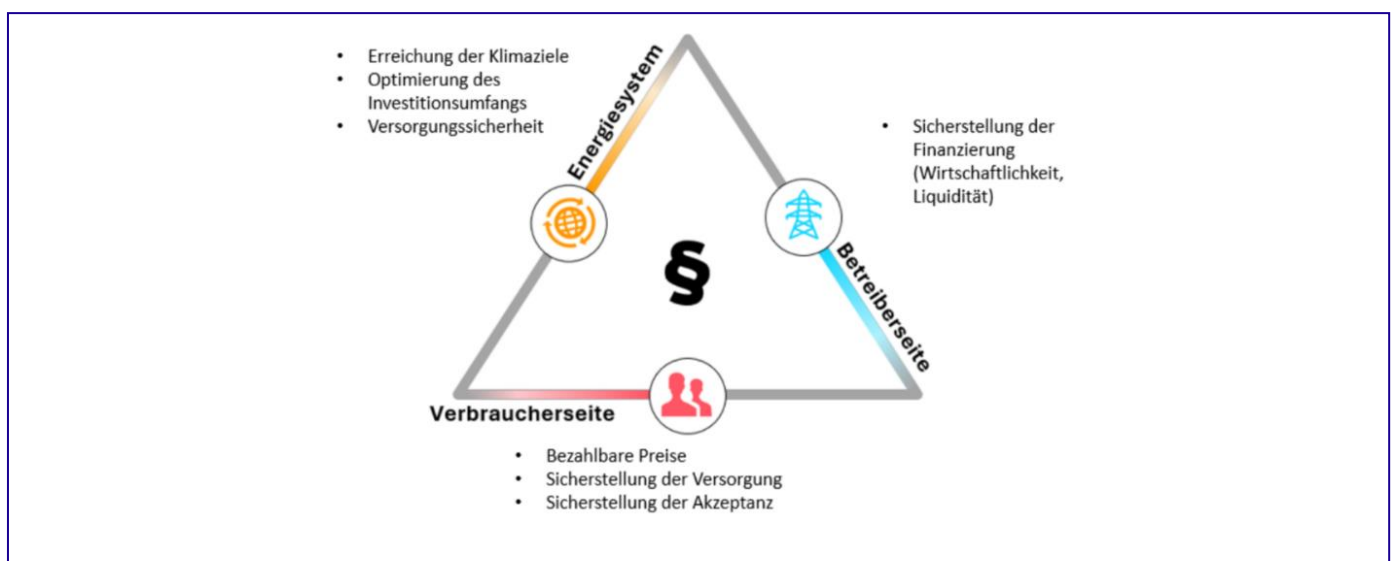 • Erreichung der Klimaziele
• Optimierung des
Investitionsumfangs
• Versorgungssicherheit
Energiesystem
• Sicherstellung der
Finanzierung
(Wirtschaftlichkeit,
Liquidität)
Betreiberseite
§
Verbraucherseite
• Bezahlbare Preise
• Sicherstellung der Versorgung
• Sicherstellung der Akzeptanz